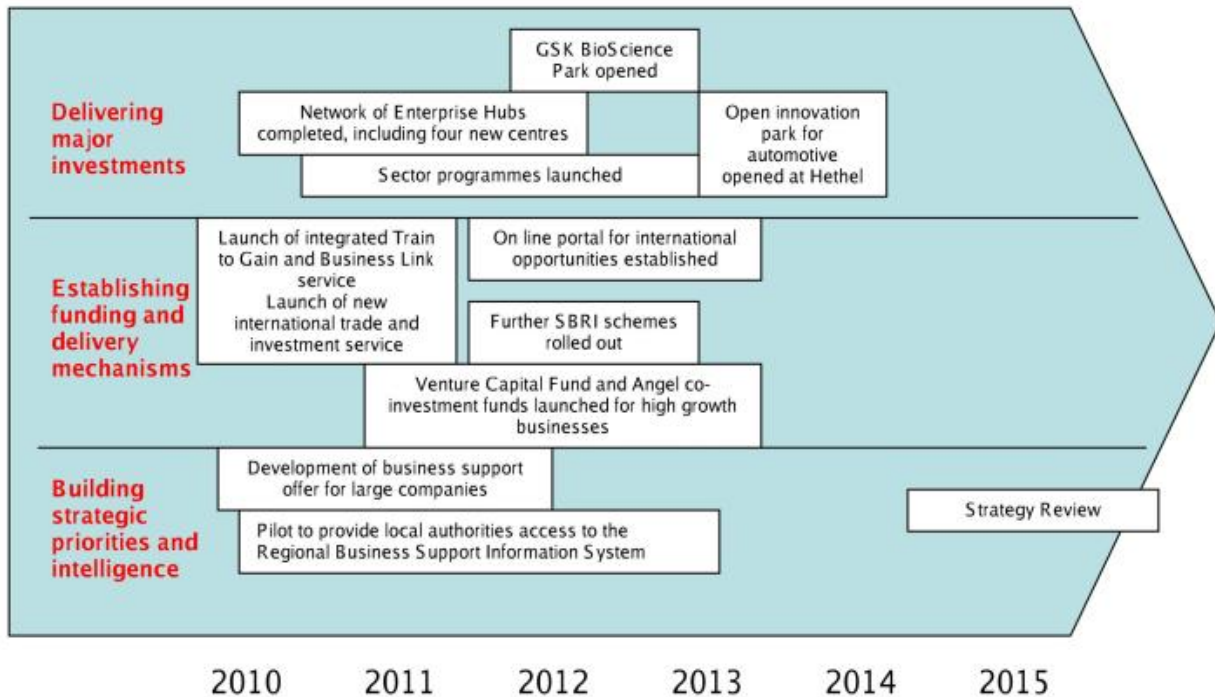 Delivering
major
investments
GSK BioScience
Park opened
Network of Enterprise Hubs
completed, including four new centres
Sector programmes launched
Open innovation
park for
automotive
opened at Hethel
Establishing
funding and
delivery
mechanisms
Launch of integrated Train
to Gain and Business Link
service
Launch of new
international trade and
investment service
On line portal for international
opportunities established
Further SBRI schemes
rolled out
Venture Capital Fund and Angel co-
investment funds launched for high growth
businesses
Building
strategic
priorities and
intelligence
Development of business support
offer for large companies
Pilot to provide local authorities access to the
Regional Business Support Information System
Strategy Review
2010 2011 2012 2013 2014 2015